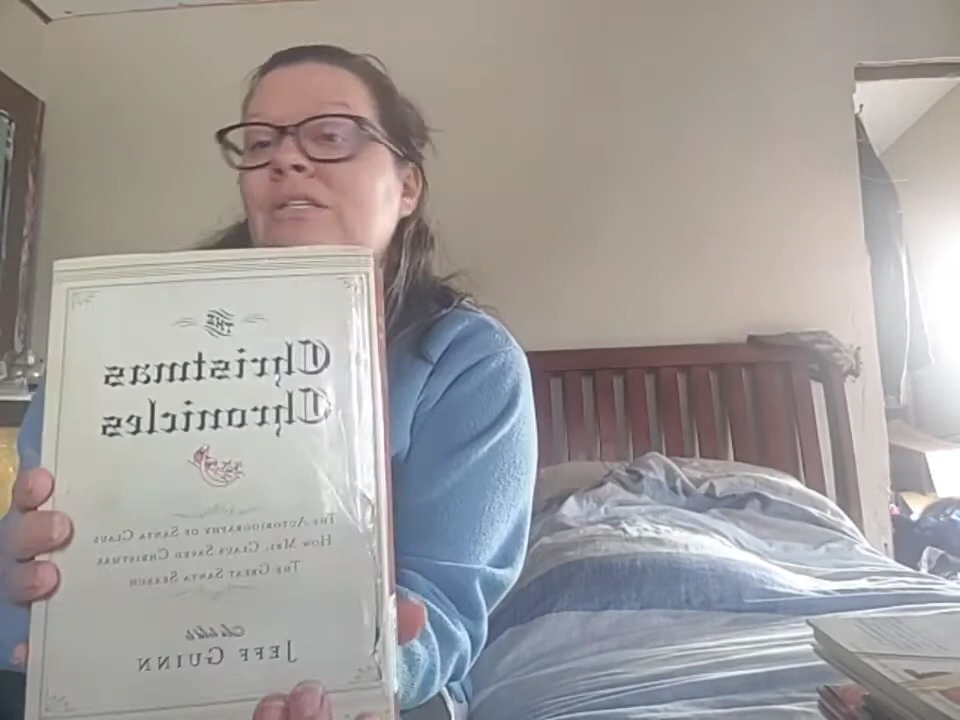 THE
Christmas
Chronicles
THE AUTOBIOGRAPHY OF SANTA CLAUS
HOW MRS. CLAUS SAVED CHRISTMAS
THE GREAT SANTA SEARCH
JEFF GUINN